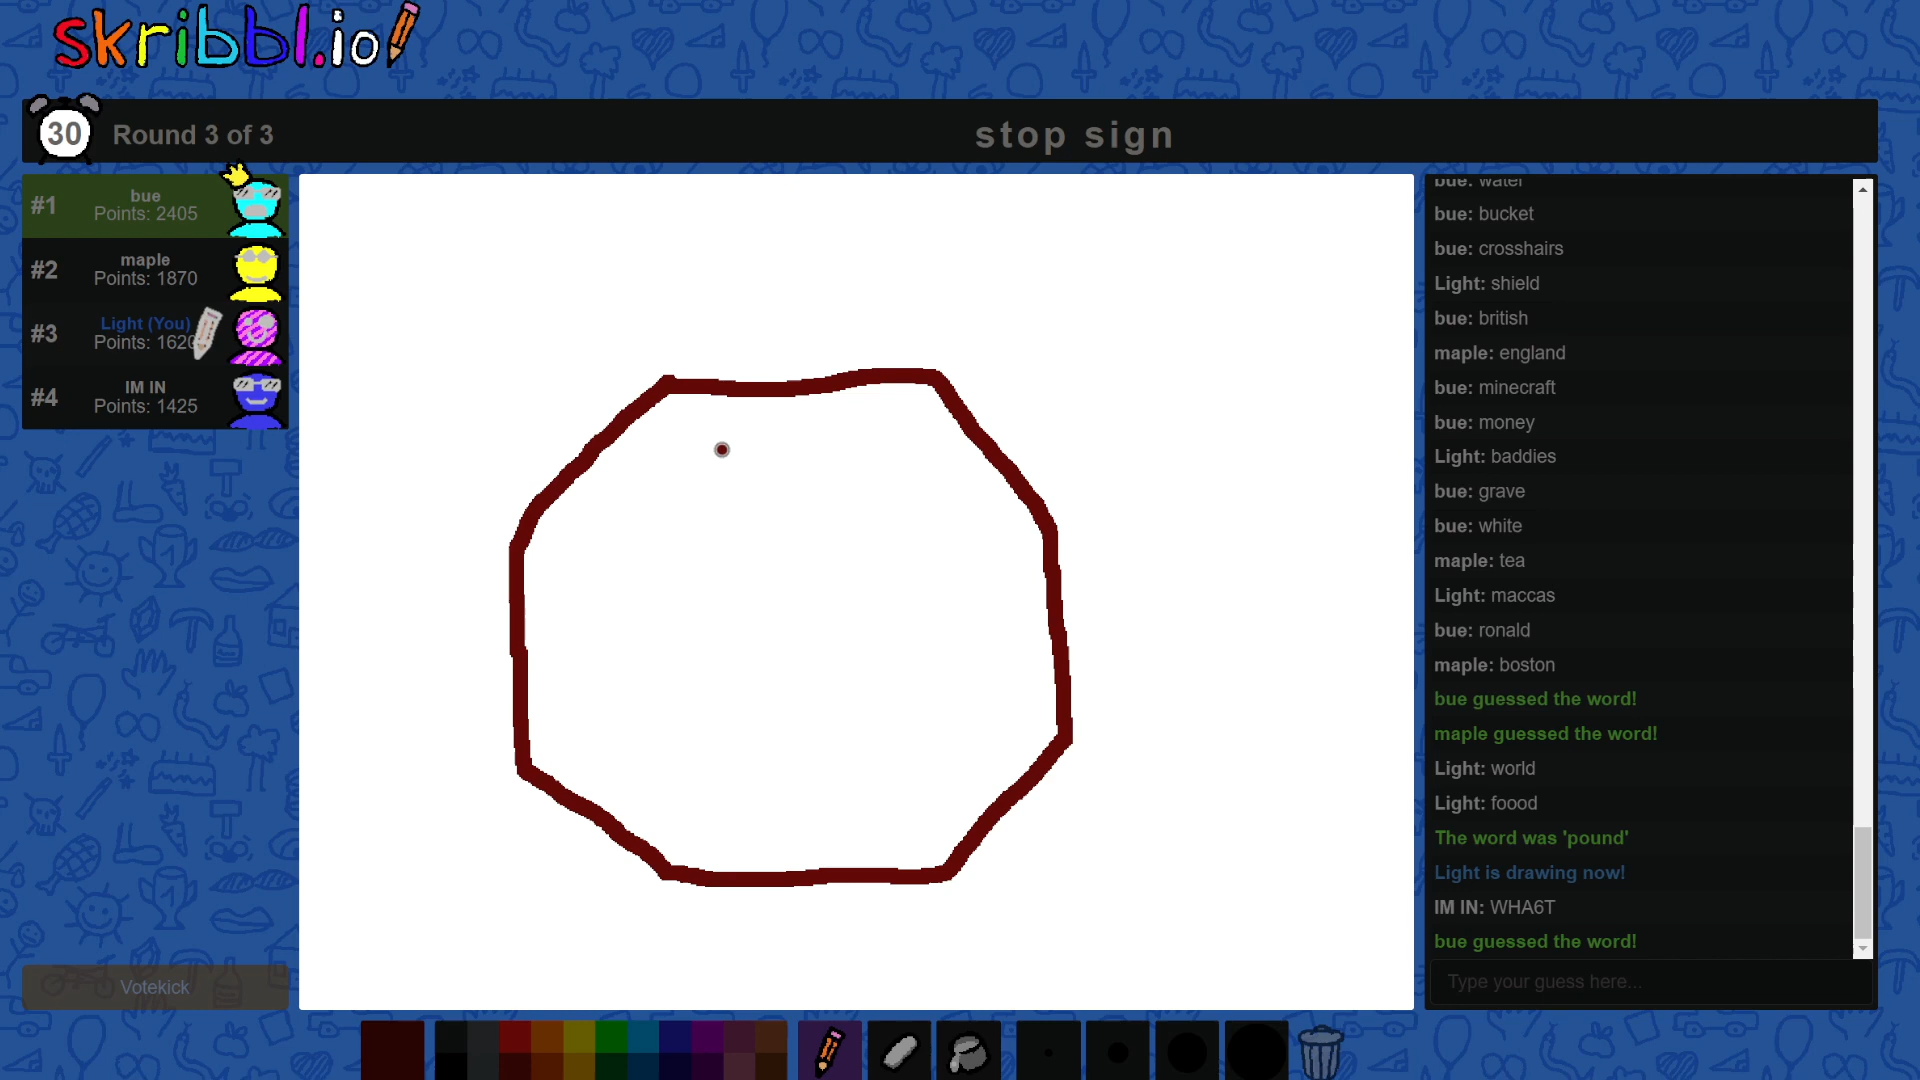 skribbl.io
30
Round 3 of 3
stop sign
#1
bue
Points: 2405
#2
maple
Points: 1870
#3
Light (You)
Points: 1620
#4
IM IN
Points: 1425
Votekick
bue: water
bue: bucket
bue: crosshairs
Light: shield
bue: british
maple: england
bue: minecraft
bue: money
Light: baddies
bue: grave
bue: white
maple: tea
Light: maccas
bue: ronald
maple: boston
bue guessed the word!
maple guessed the word!
Light: world
Light: foood
The word was 'pound'
Light is drawing now!
IM IN: WHA6T
bue guessed the word!
Type your guess here...